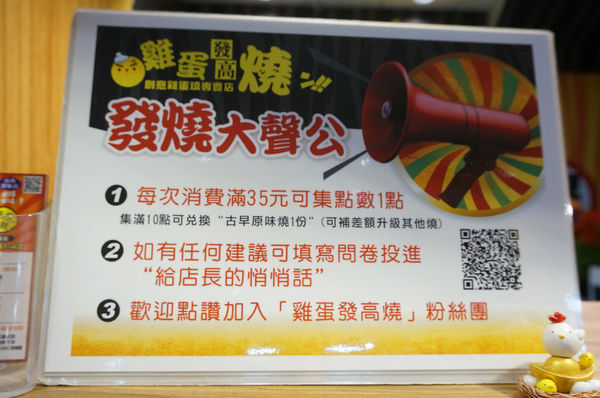 雞蛋發高燒ㄣ!!
創意雞蛋燒專賣店
發燒大聲公
1 每次消費滿35元可集點數1點
集滿10點可兌換“古早原味燒1份”(可補差額升級其他燒)
2 如有任何建議可填寫問卷投進
“給店長的悄悄話”
3 歡迎點讚加入「雞蛋發高燒」粉絲團